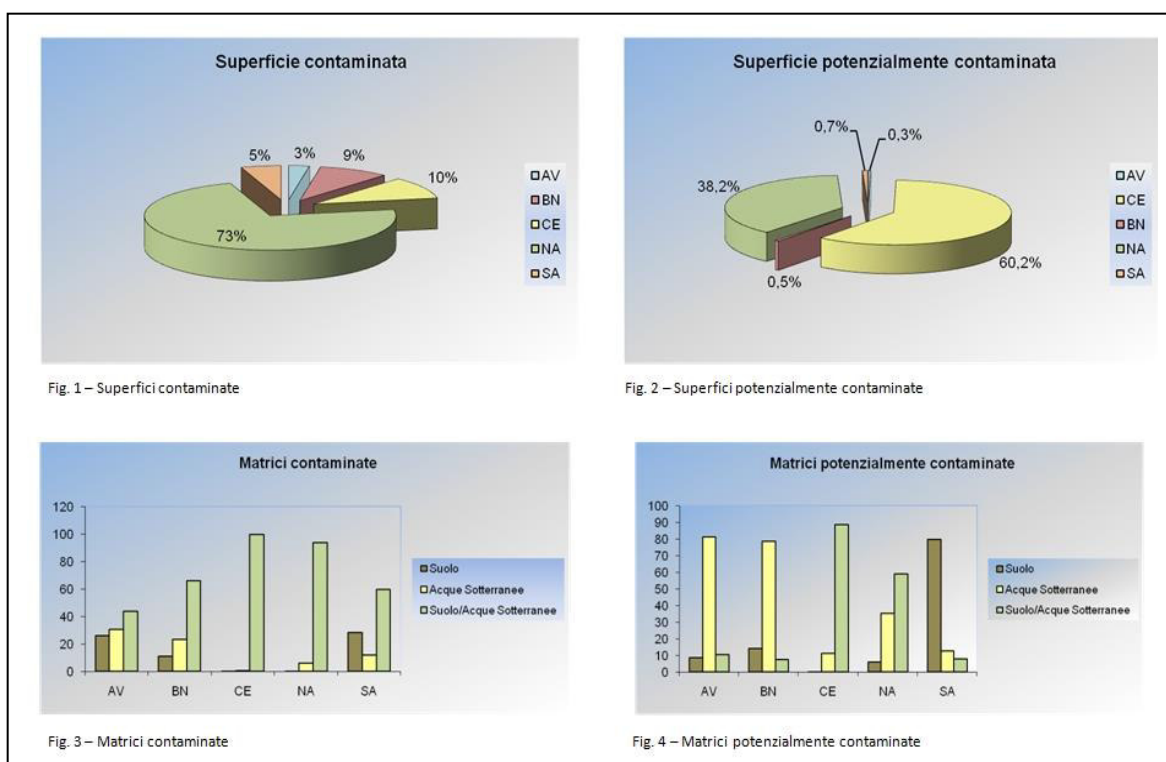 Superficie contaminata
5%
3%
9%
10%
73%
AV
BN
CE
NA
SA
Fig. 1 – Superfici contaminate
Superficie potenzialmente contaminata
0,7%
0,3%
38,2%
0,5%
60,2%
AV
CE
BN
NA
SA
Fig. 2 – Superfici potenzialmente contaminate
Matrici contaminate
120
100
80
60
40
20
0
AV BN CE NA SA
Suolo
Acque Sotterranee
Suolo/Acque Sotterranee
Fig. 3 – Matrici contaminate
Matrici potenzialmente contaminate
100
90
80
70
60
50
40
30
20
10
0
AV BN CE NA SA
Suolo
Acque Sotterranee
Suolo/Acque Sotterranee
Fig. 4 – Matrici potenzialmente contaminate